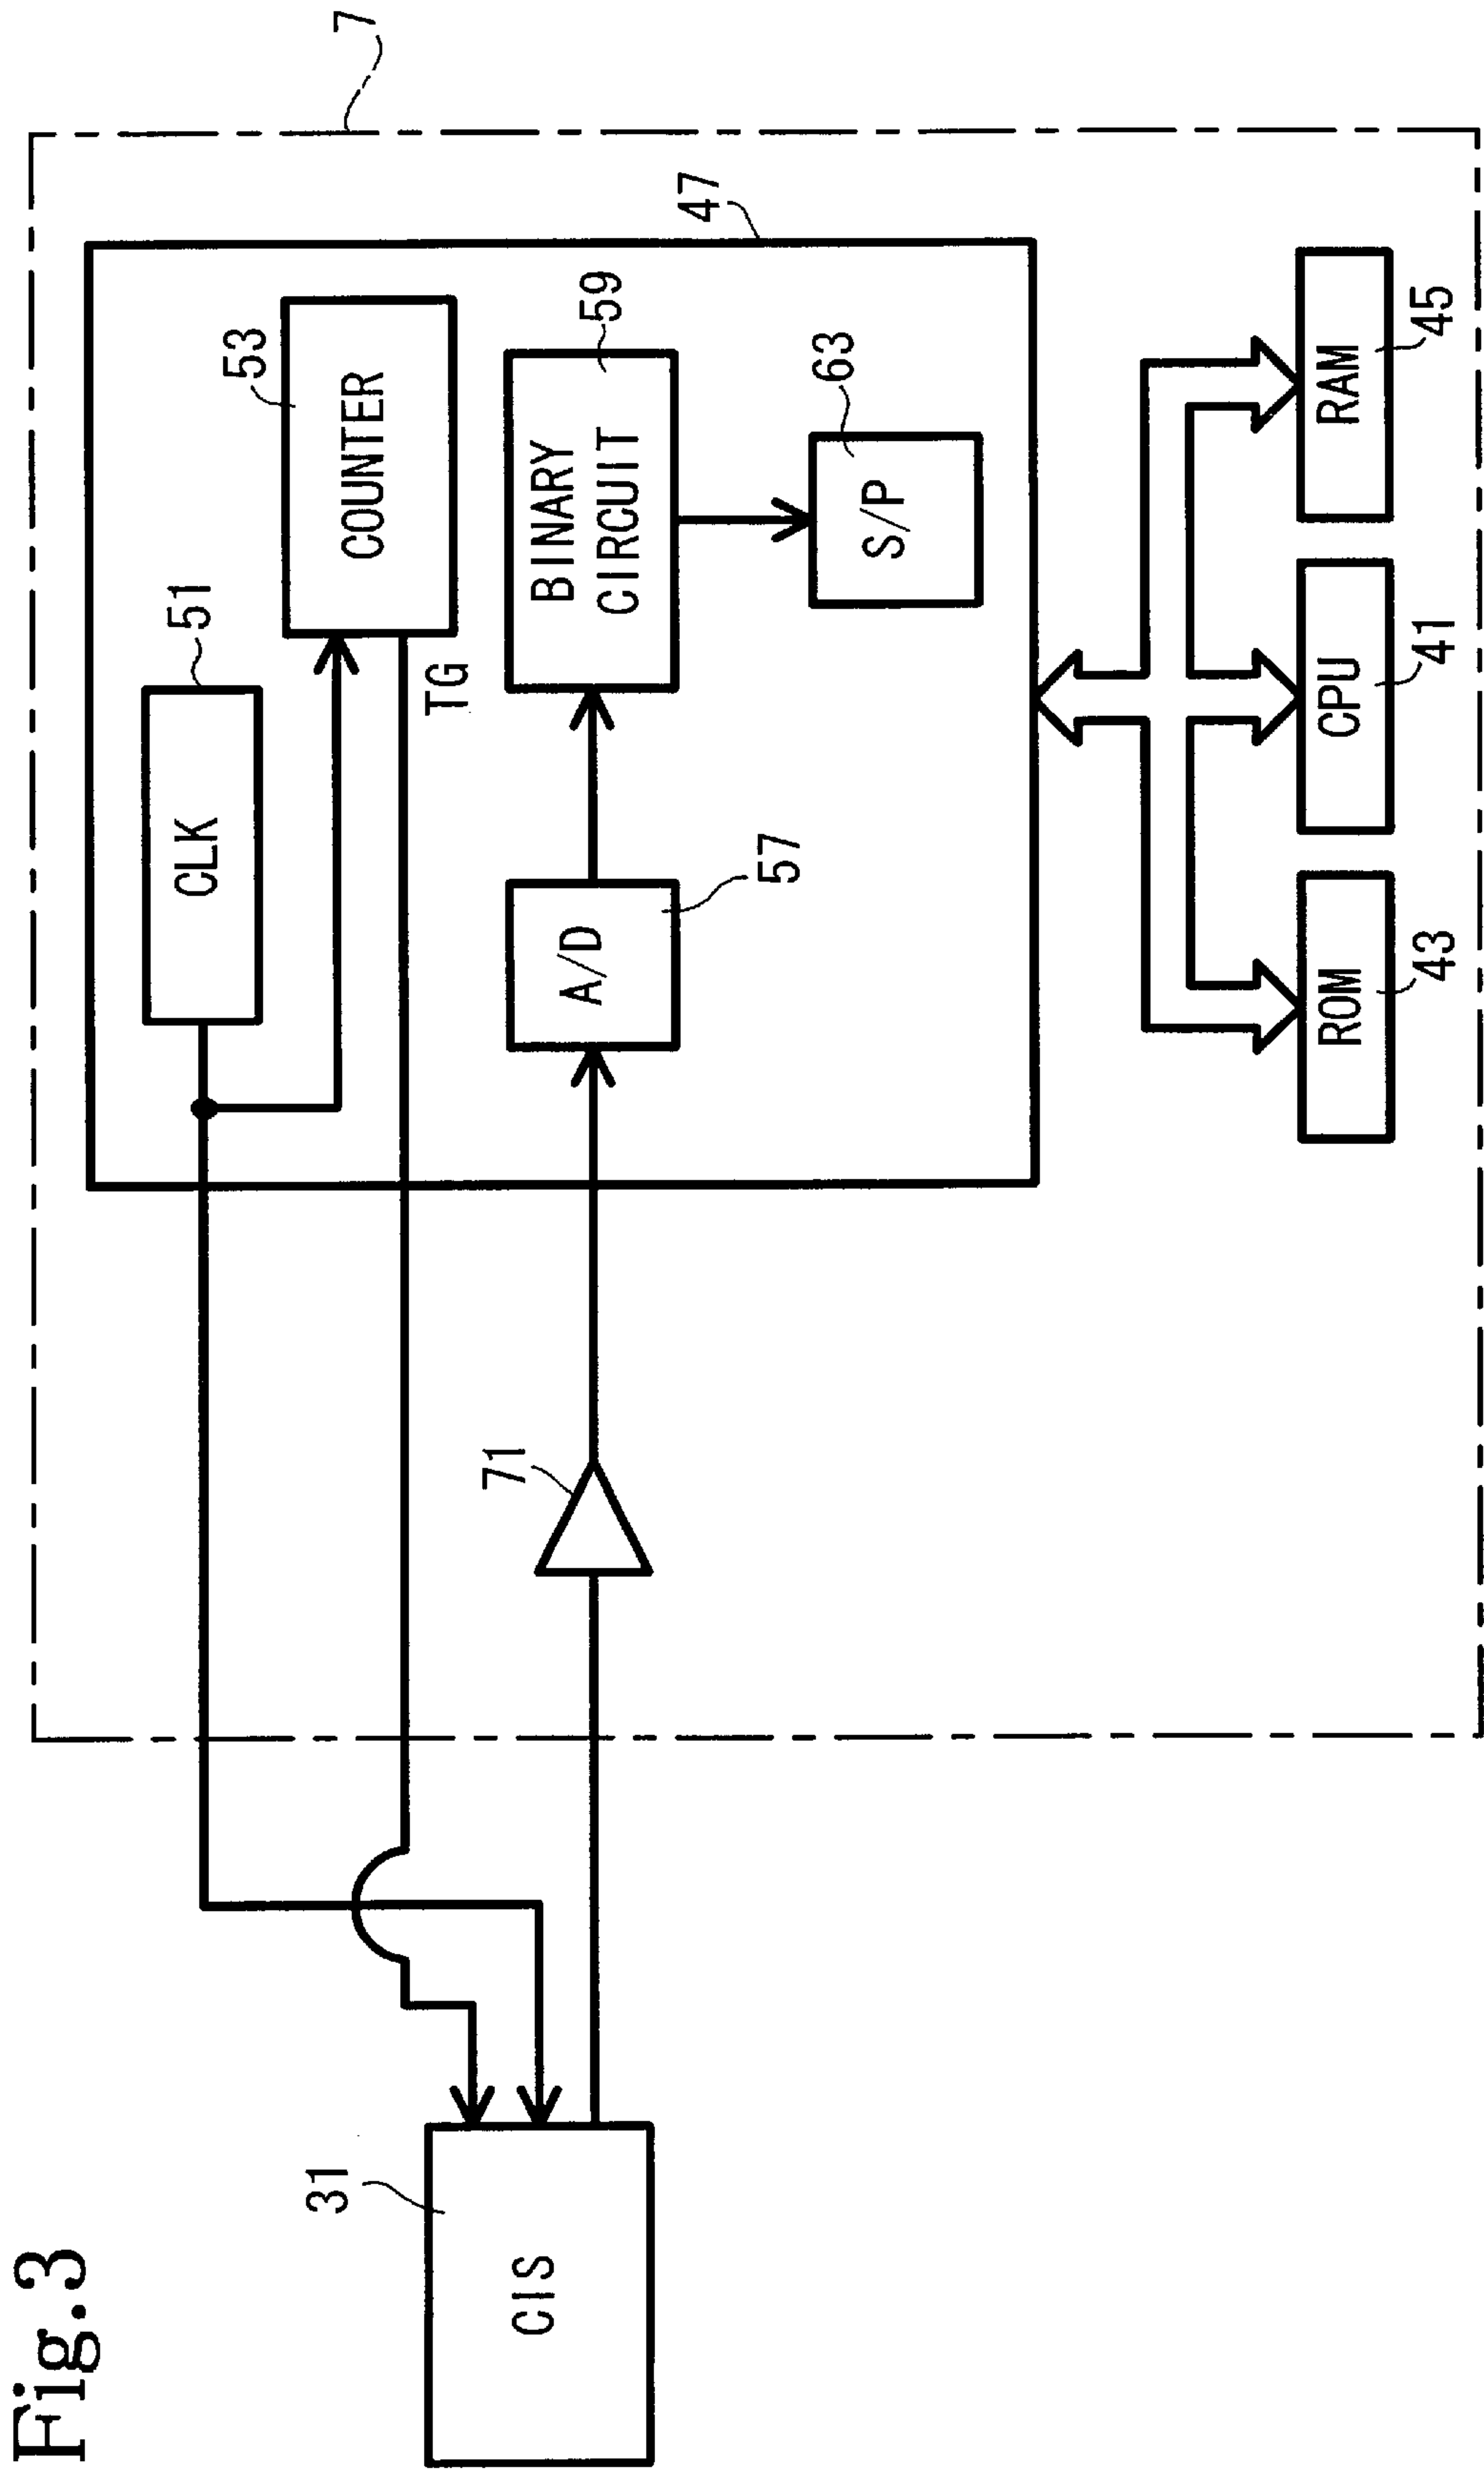 Fig.3
7
47
51
CLK
53
COUNTER
TG
59
BINARY
CIRCUIT
A/D
57
63
S/P
71
31
CIS
ROM
43
CPU
41
RAM
45